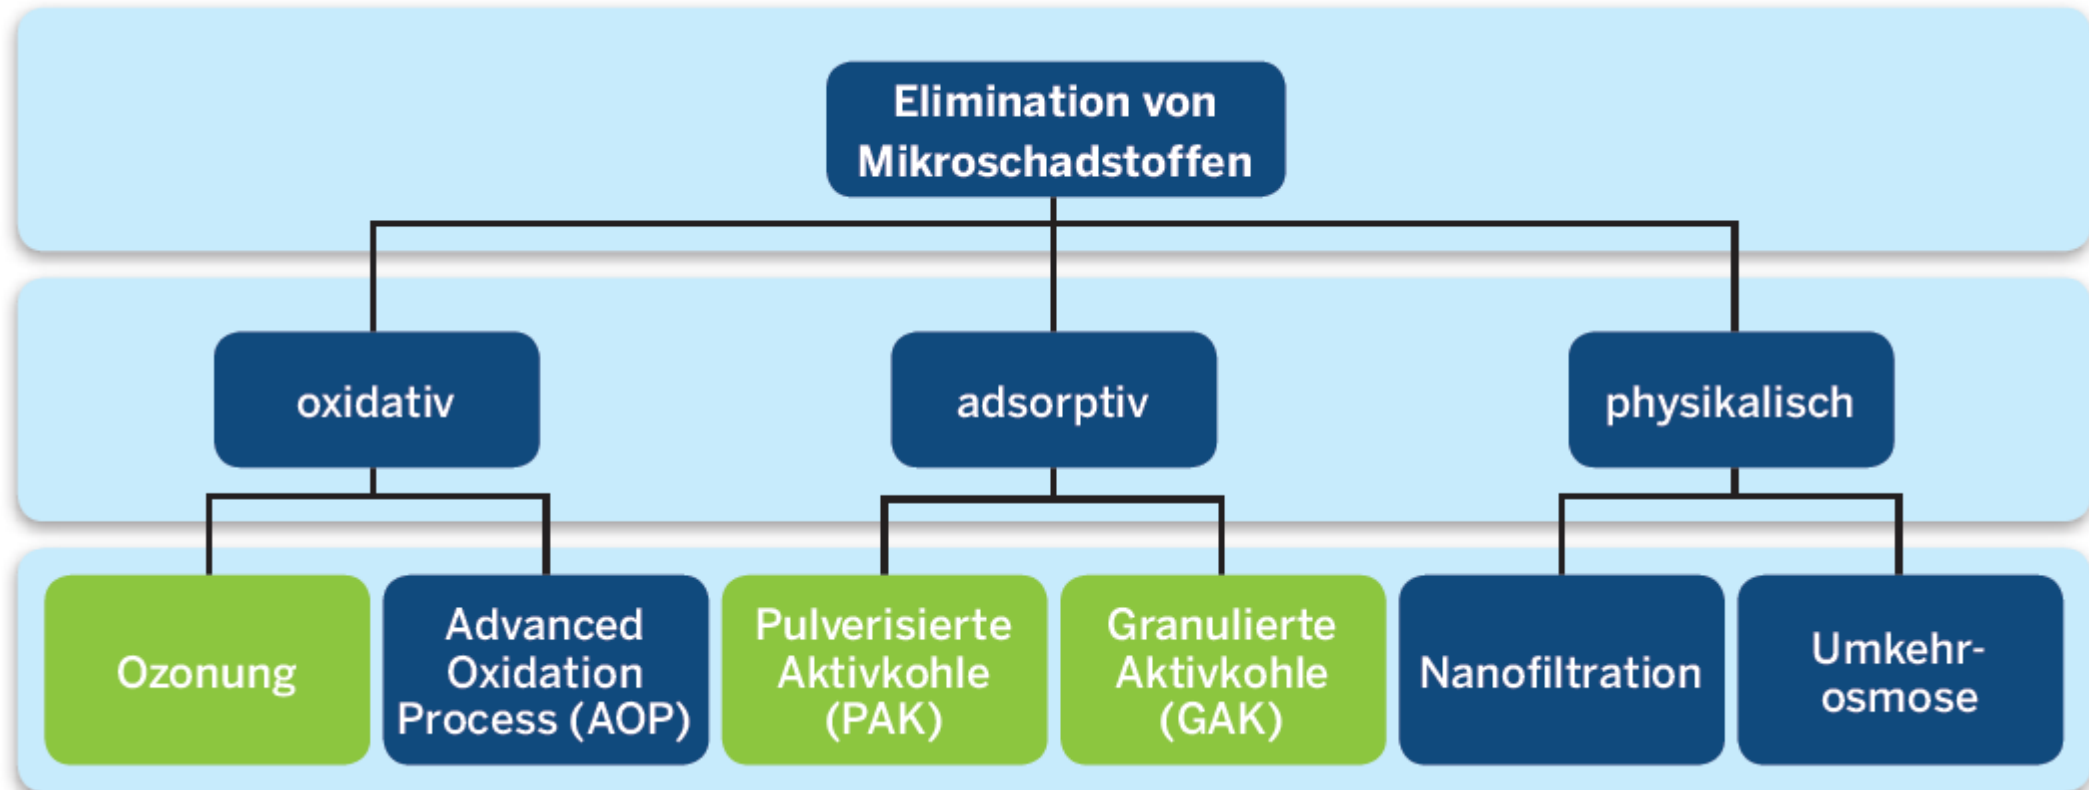 Elimination von
Mikroschadstoffen
oxidativ
adsorptiv
physikalisch
Ozonung
Advanced
Oxidation
Process (AOP)
Pulverisierte
Aktivkohle
(PAK)
Granulierte
Aktivkohle
(GAK)
Nanofiltration
Umkehr-
osmose